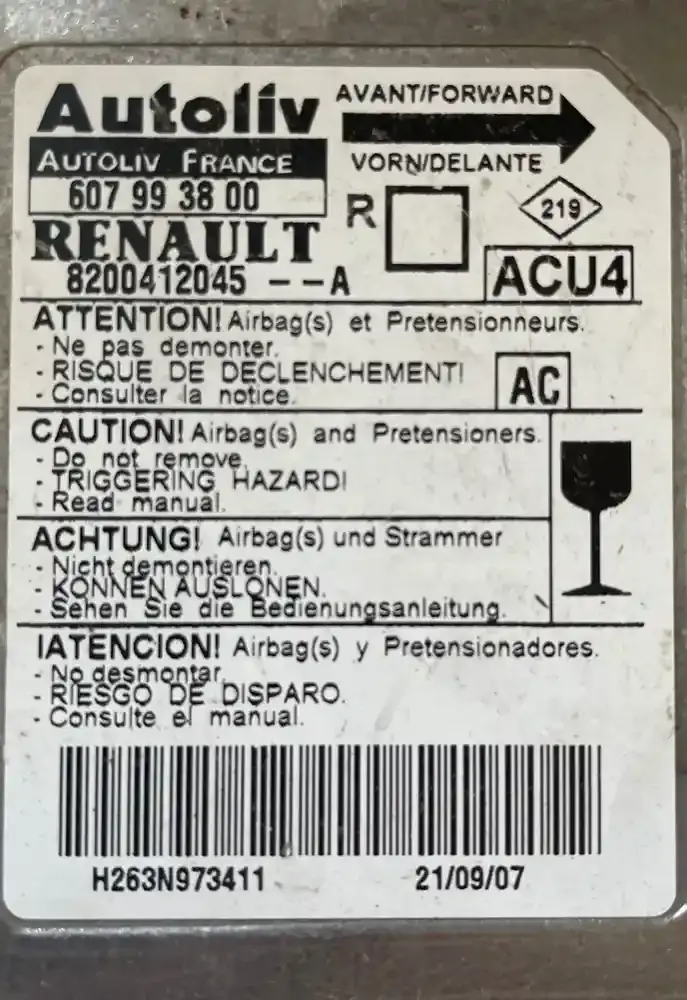 Autoliv
AVANT/FORWARD
AUTOLIV FRANCE
VORN/DELANTE
607 99 38 00
R
219
RENAULT
8200412045 --A
ACU4
ATTENTION! Airbag(s) et Pretensionneurs.
- Ne pas demonter.
- RISQUE DE DECLENCHEMENT!
- Consulter la notice.
AC
CAUTION! Airbag(s) and Pretensioners.
- Do not remove.
- TRIGGERING HAZARD!
- Read manual.
ACHTUNG! Airbag(s) und Strammer
- Nicht demontieren.
- KONNEN AUSLONEN.
- Sehen Sie die Bedienungsanleitung.
IATENCION! Airbag(s) y Pretensionadores.
- No desmontar.
- RIESGO DE DISPARO.
- Consulte el manual.
H263N973411
21/09/07